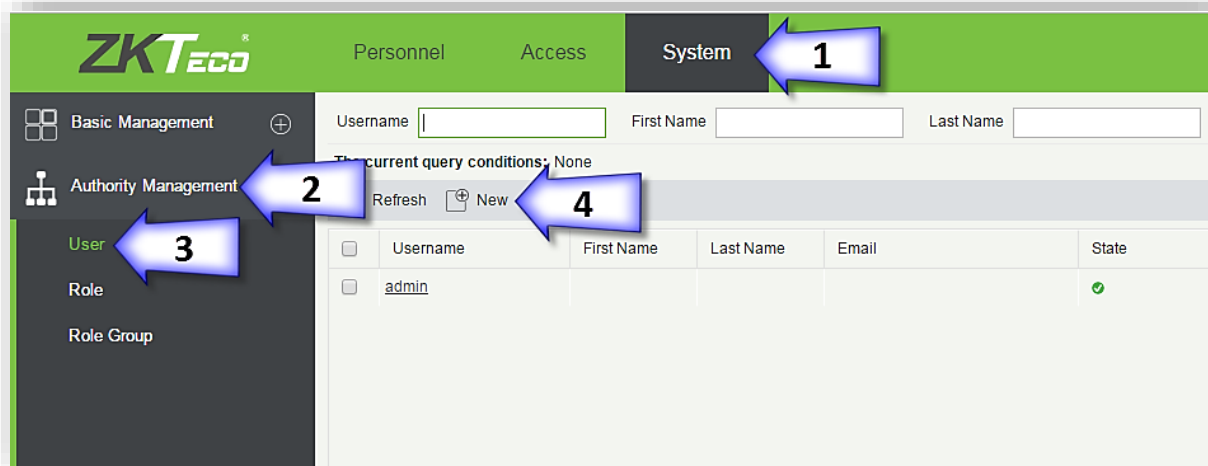 ZKTECO ® Personnel Access System 1
Basic Management Username First Name Last Name
The current query conditions: None
Authority Management 2 Refresh New 4
User 3 Username First Name Last Name Email State
Role admin
Role Group